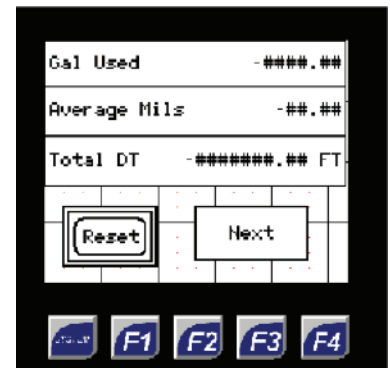 Gal Used -####.##
Average Mils -##.##
Total DT -#######.## FT
Reset Next
F1 F2 F3 F4